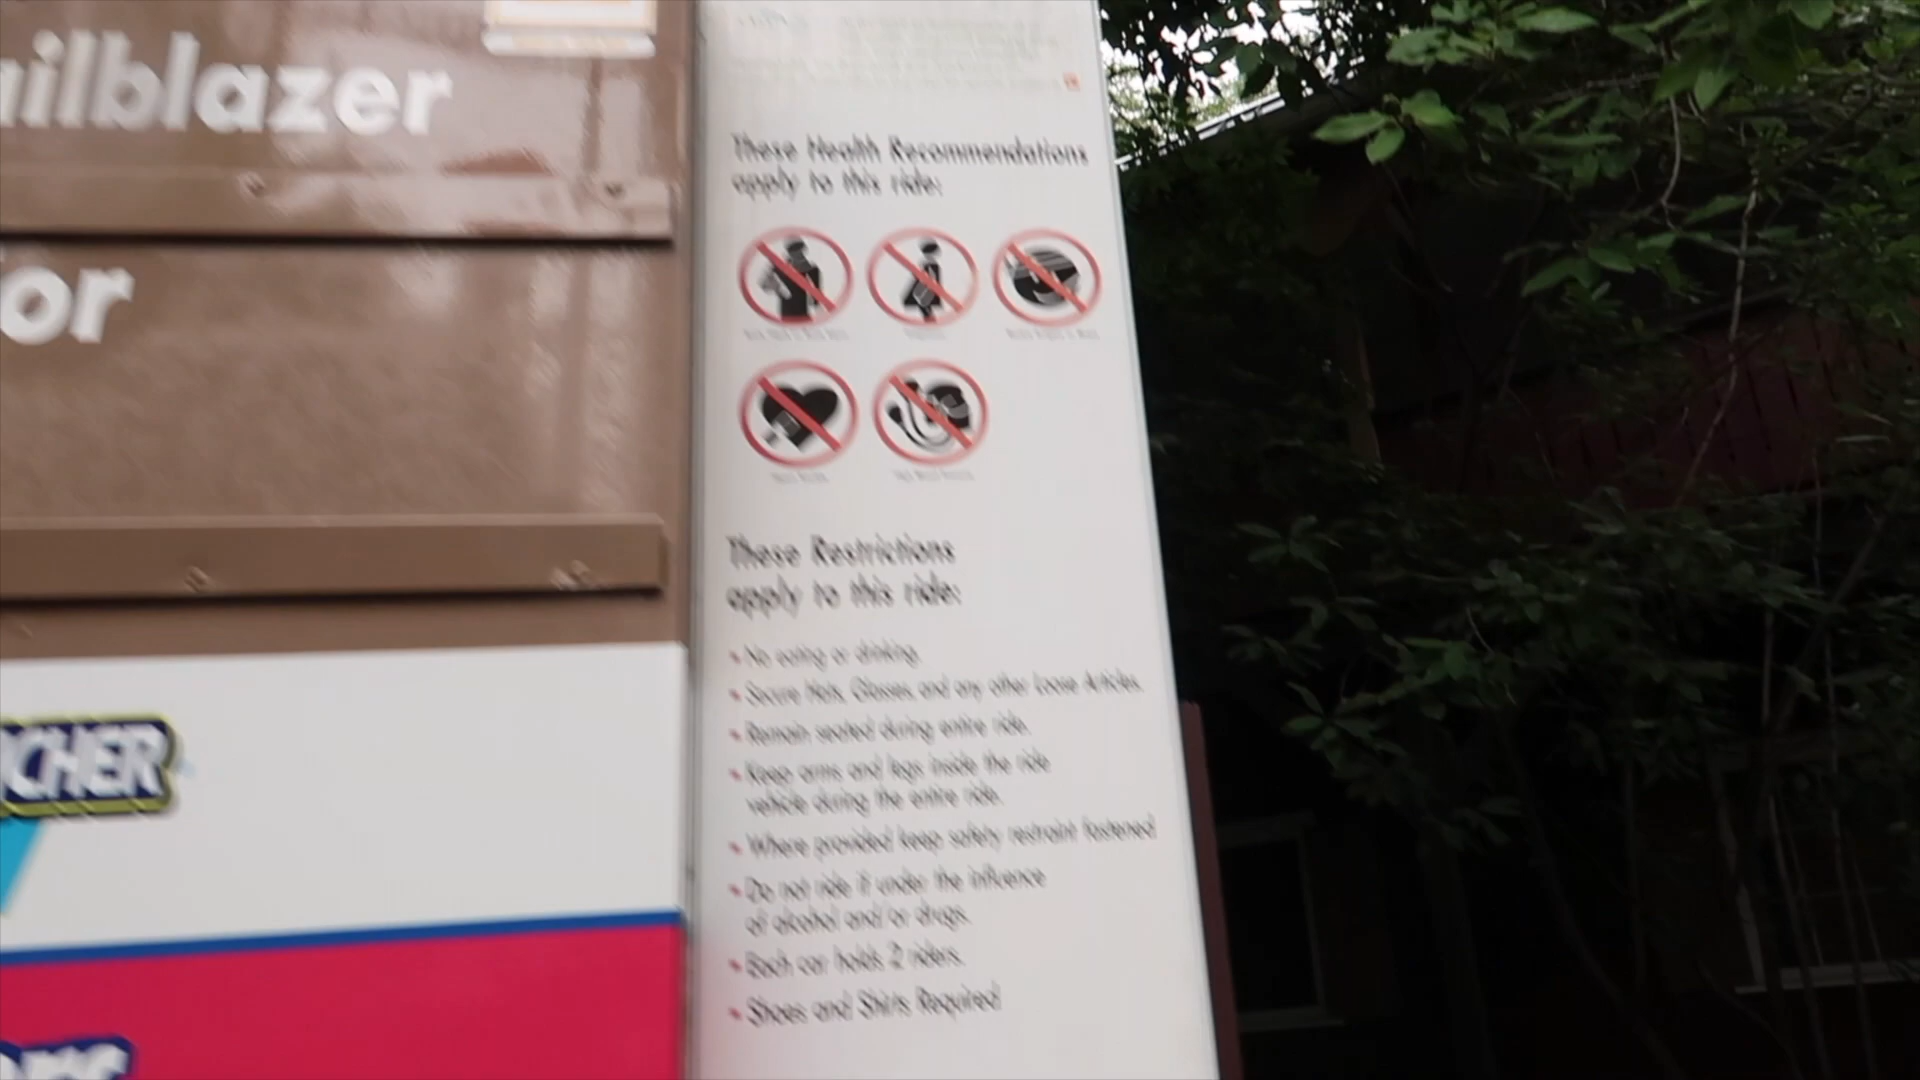 ailblazer
or
CHER
These Health Recommendations
apply to this ride:
These Restrictions
apply to this ride:
• No eating or drinking.
• Secure Hats, Glasses, and any other Loose Articles.
• Remain seated during entire ride.
• Keep arms and legs inside the ride
vehicle during the entire ride.
• Where provided keep safety restraint fastened
• Do not ride if under the influence
of alcohol and/or drugs.
• Each car holds 2 riders.
• Shoes and Shirts Required